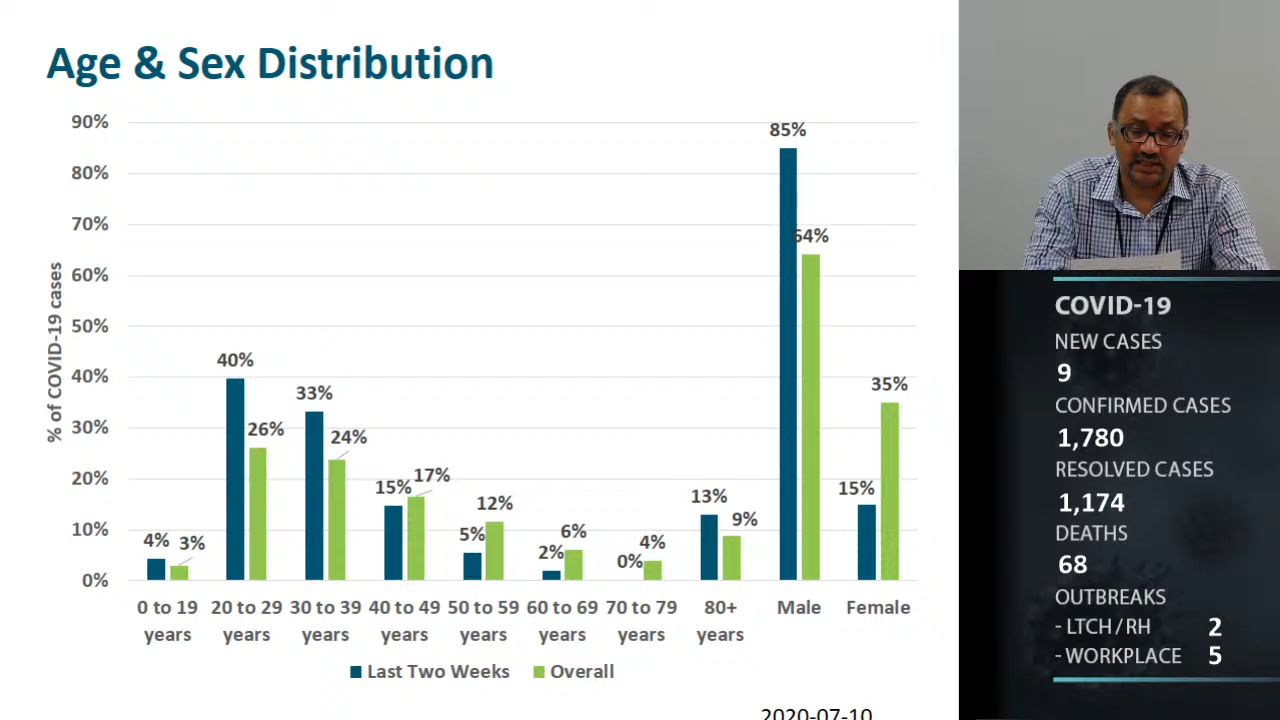 Age & Sex Distribution
90%
80%
70%
60%
50%
40%
30%
20%
10%
0%
% of COVID-19 cases
4%
3%
40%
26%
33%
24%
15%
17%
5%
12%
2%
6%
0%
4%
13%
9%
85%
64%
15%
35%
0 to 19 years
20 to 29 years
30 to 39 years
40 to 49 years
50 to 59 years
60 to 69 years
70 to 79 years
80+ years
Male
Female
Last Two Weeks
Overall
2020-07-10
COVID-19
NEW CASES
9
CONFIRMED CASES
1,780
RESOLVED CASES
1,174
DEATHS
68
OUTBREAKS
- LTCH / RH 2
- WORKPLACE 5